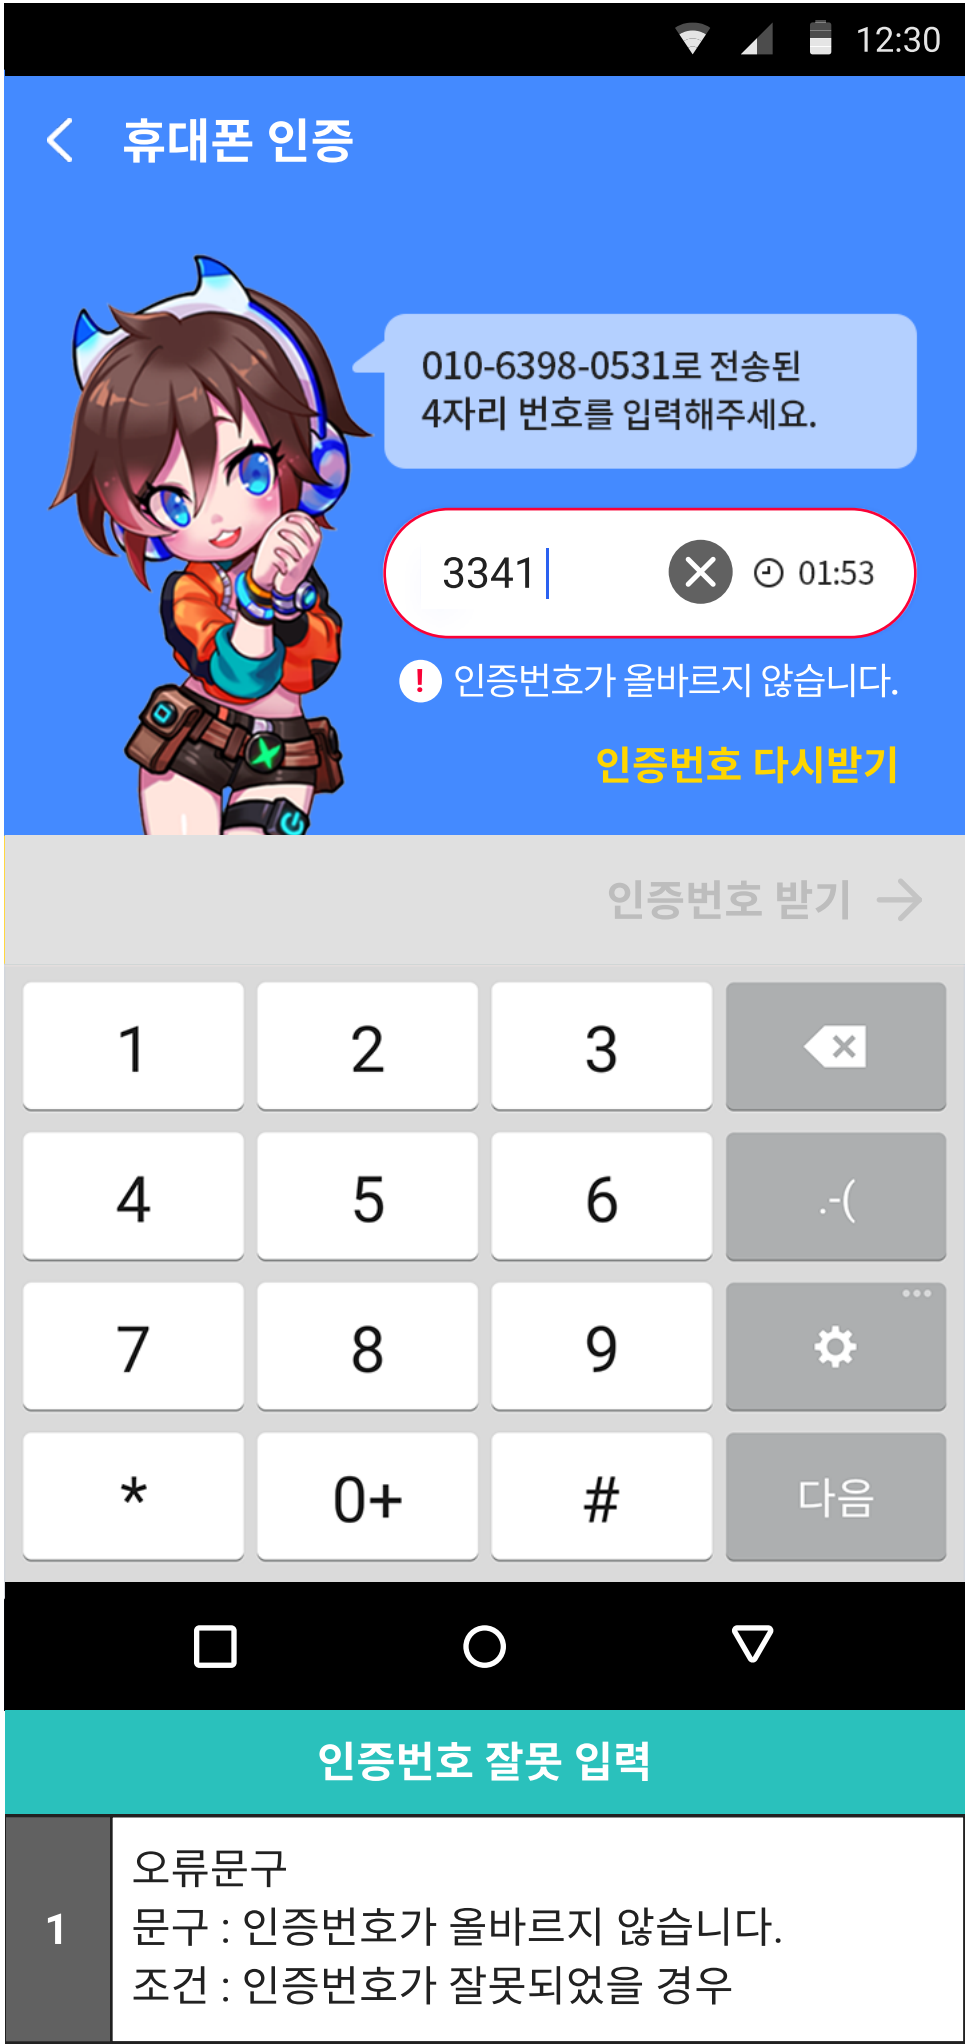 12:30
휴대폰 인증
010-6398-0531로 전송된
4자리 번호를 입력해주세요.
3341
01:53
! 인증번호가 올바르지 않습니다.
인증번호 다시받기
인증번호 받기
1 2 3
4 5 6 .-(
7 8 9
* 0+ # 다음
인증번호 잘못 입력
1
오류문구
문구 : 인증번호가 올바르지 않습니다.
조건 : 인증번호가 잘못되었을 경우